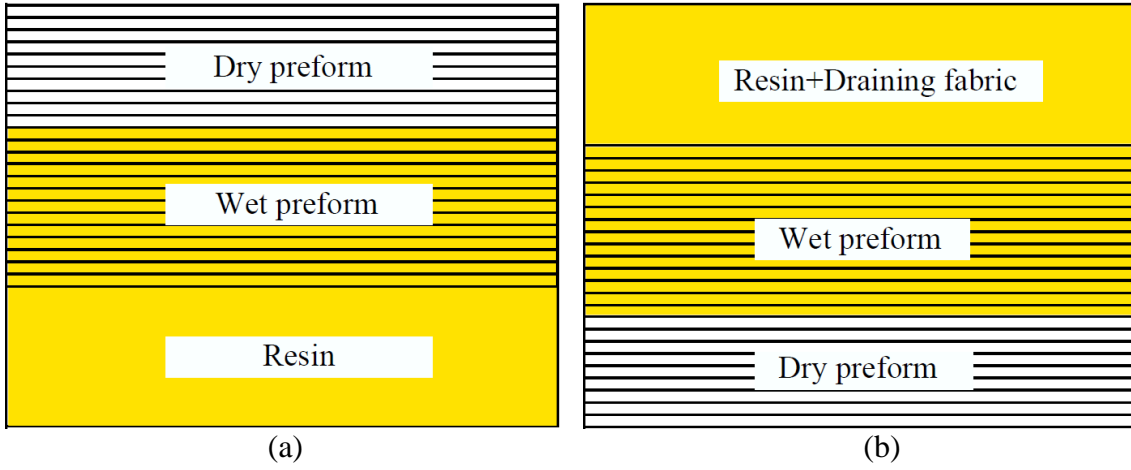 Dry preform
Wet preform
Resin
(a)
Resin+Draining fabric
Wet preform
Dry preform
(b)